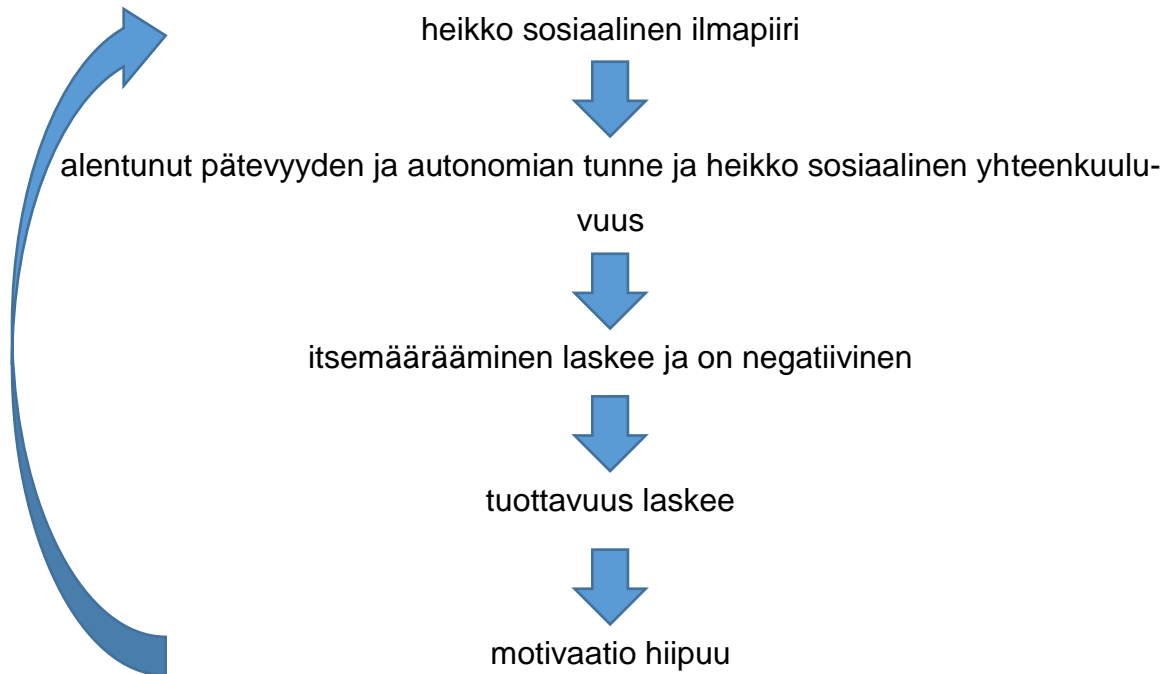 heikko sosiaalinen ilmapiiri
alentunut pätevyyden ja autonomian tunne ja heikko sosiaalinen yhteenkuulu-
vuus
itsemäärääminen laskee ja on negatiivinen
tuottavuus laskee
motivaatio hiipuu